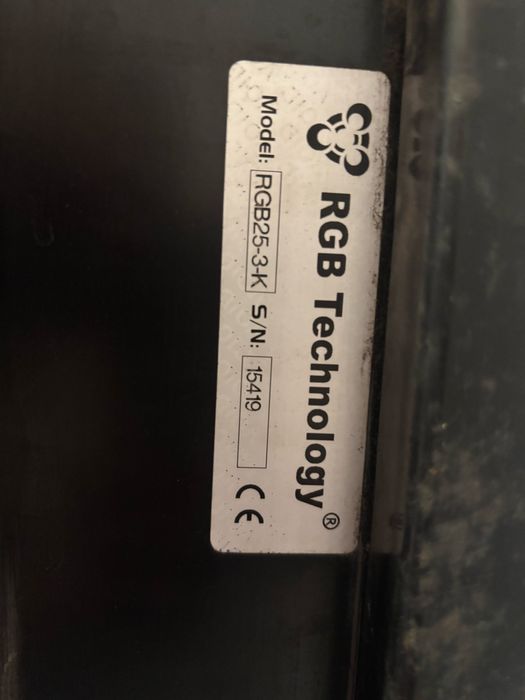 RGB Technology®
Model: RGB25-3-K S/N: 15419 CE